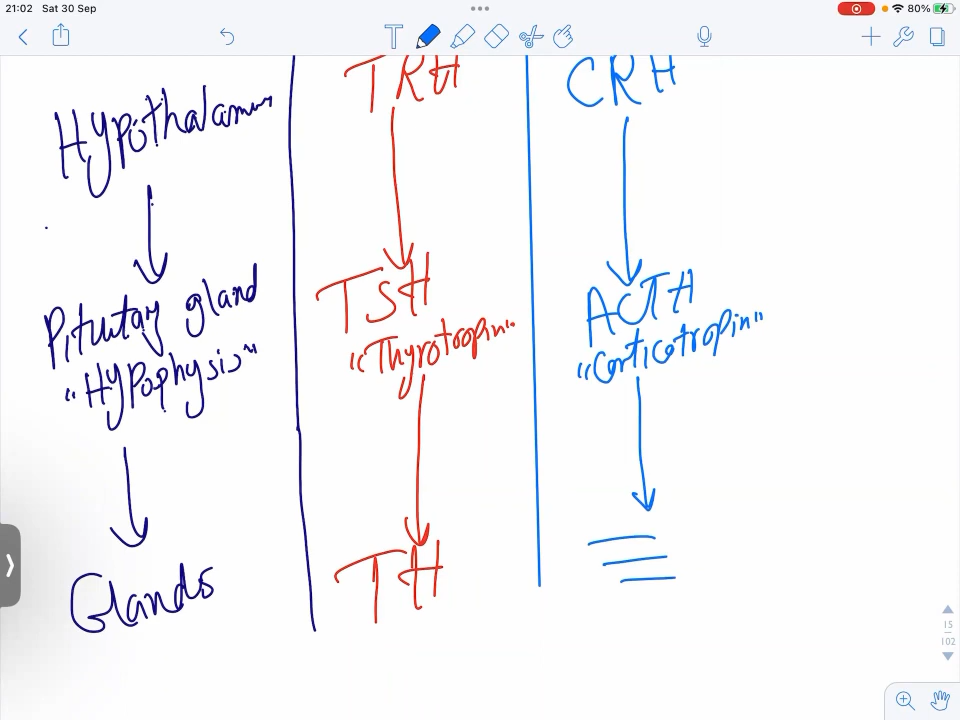 21:02 Sat 30 Sep
80%
T
Hypothalamus
TRH
CRH
Pituitary gland
"Hypophysis"
TSH
"Thyrotropin"
ACTH
"Corticotropin"
Glands
TH
15
102